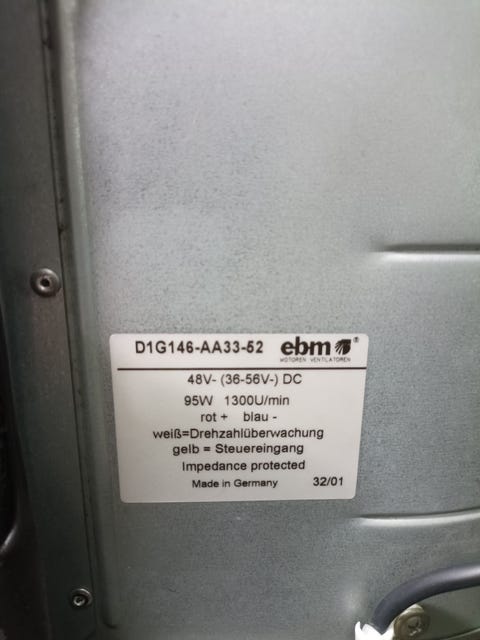 D1G146-AA33-52 ebm®
MOTOREN VENTILATOREN
48V- (36-56V-) DC
95W 1300U/min
rot + blau -
weiß=Drehzahlüberwachung
gelb = Steuereingang
Impedance protected
Made in Germany 32/01